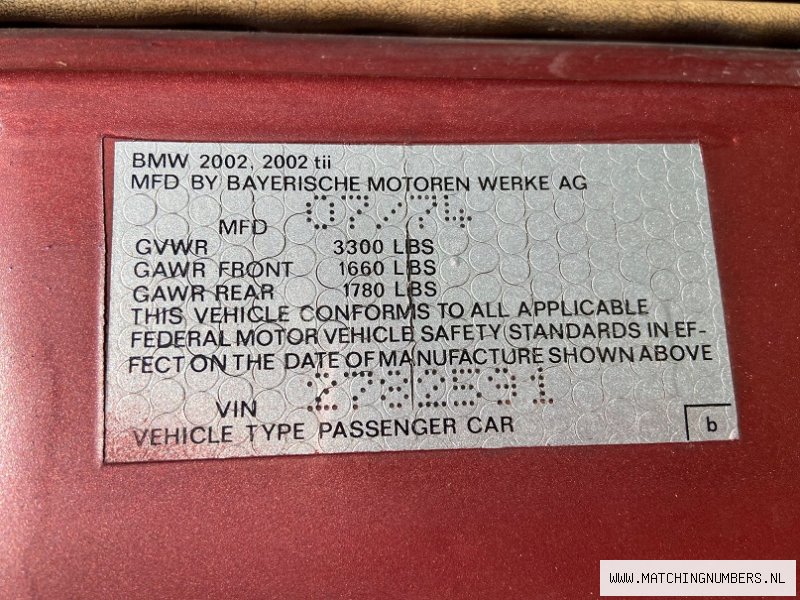 BMW 2002, 2002 tii
MFD BY BAYERISCHE MOTOREN WERKE AG
MFD 07/74
GVWR 3300 LBS
GAWR FRONT 1660 LBS
GAWR REAR 1780 LBS
THIS VEHICLE CONFORMS TO ALL APPLICABLE
FEDERAL MOTOR VEHICLE SAFETY STANDARDS IN EF-
FECT ON THE DATE OF MANUFACTURE SHOWN ABOVE
VIN 2782531
VEHICLE TYPE PASSENGER CAR
b
WWW.MATCHINGNUMBERS.NL